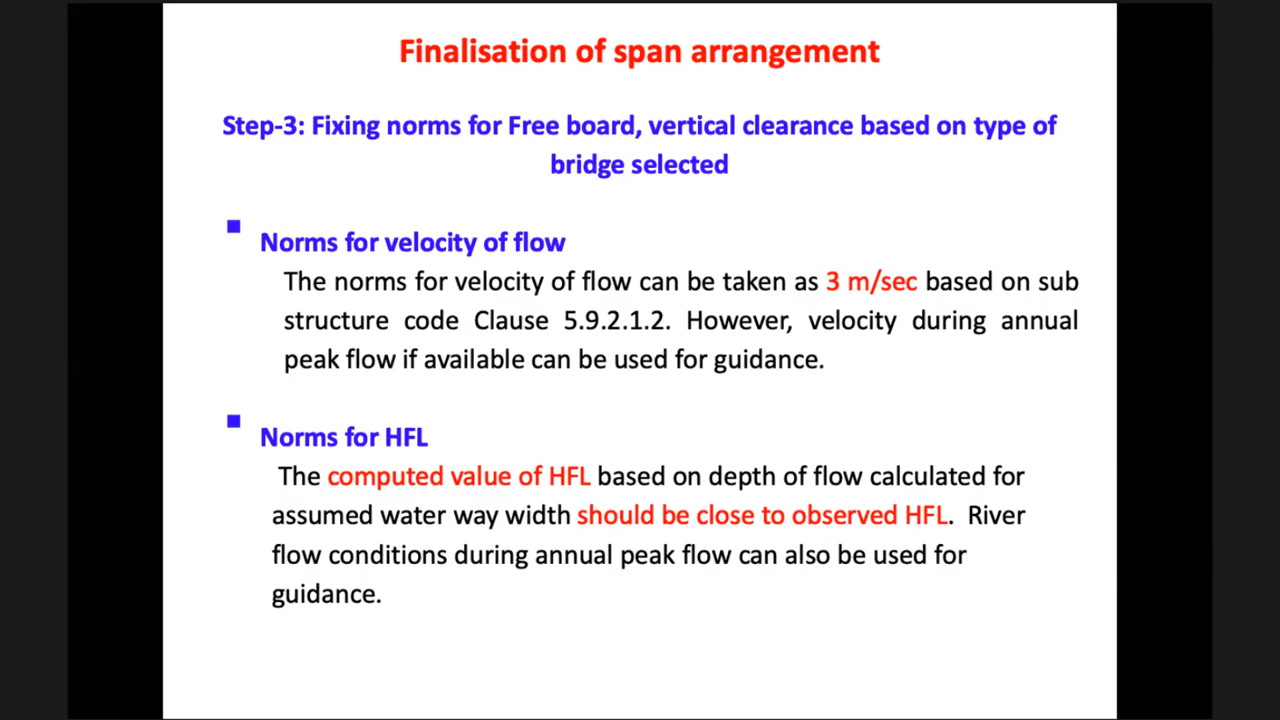 Finalisation of span arrangement
Step-3: Fixing norms for Free board, vertical clearance based on type of
bridge selected
Norms for velocity of flow
The norms for velocity of flow can be taken as 3 m/sec based on sub
structure code Clause 5.9.2.1.2. However, velocity during annual
peak flow if available can be used for guidance.
Norms for HFL
The computed value of HFL based on depth of flow calculated for
assumed water way width should be close to observed HFL. River
flow conditions during annual peak flow can also be used for
guidance.